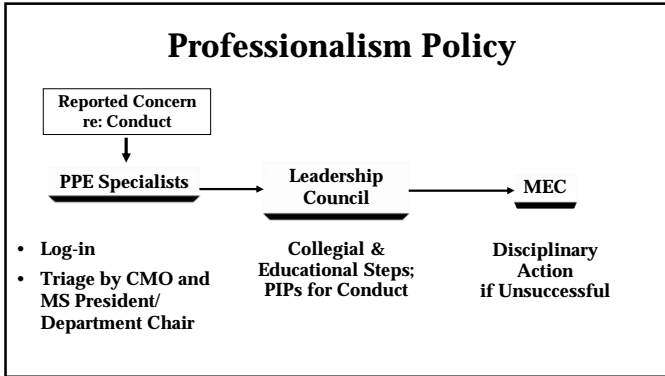 Professionalism Policy
Reported Concern
re: Conduct
PPE Specialists
Leadership
Council
MEC
• Log-in
• Triage by CMO and
MS President/
Department Chair
Collegial &
Educational Steps;
PIPs for Conduct
Disciplinary
Action
if Unsuccessful